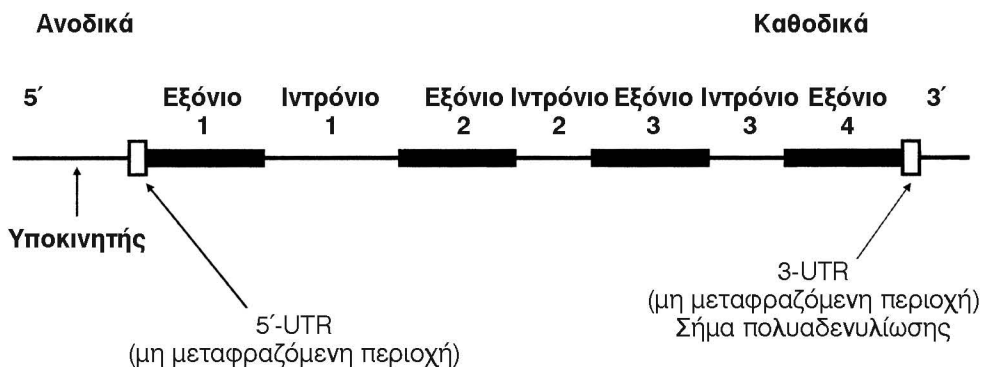 Ανοδικά Καθοδικά
5´ Εξόνιο Ιντρόνιο Εξόνιο Ιντρόνιο Εξόνιο Ιντρόνιο Εξόνιο 3´
1 1 2 2 3 3 4
Υποκινητής
3-UTR
(μη μεταφραζόμενη περιοχή)
Σήμα πολυαδενυλίωσης
5´-UTR
(μη μεταφραζόμενη περιοχή)